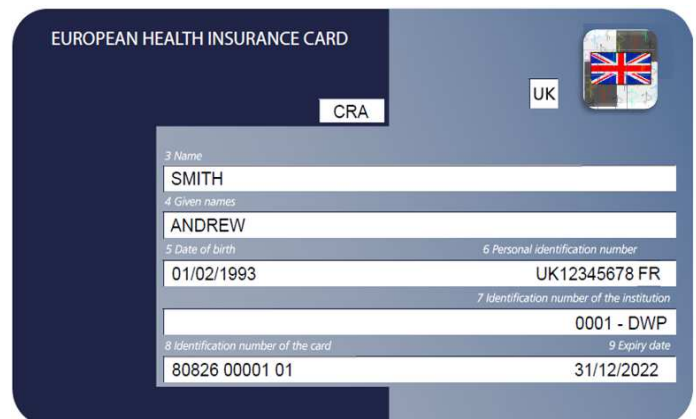 EUROPEAN HEALTH INSURANCE CARD
UK
CRA
3 Name
SMITH
4 Given names
ANDREW
5 Date of birth 6 Personal identification number
01/02/1993 UK12345678 FR
7 Identification number of the institution
0001 - DWP
8 Identification number of the card 9 Expiry date
80826 00001 01 31/12/2022